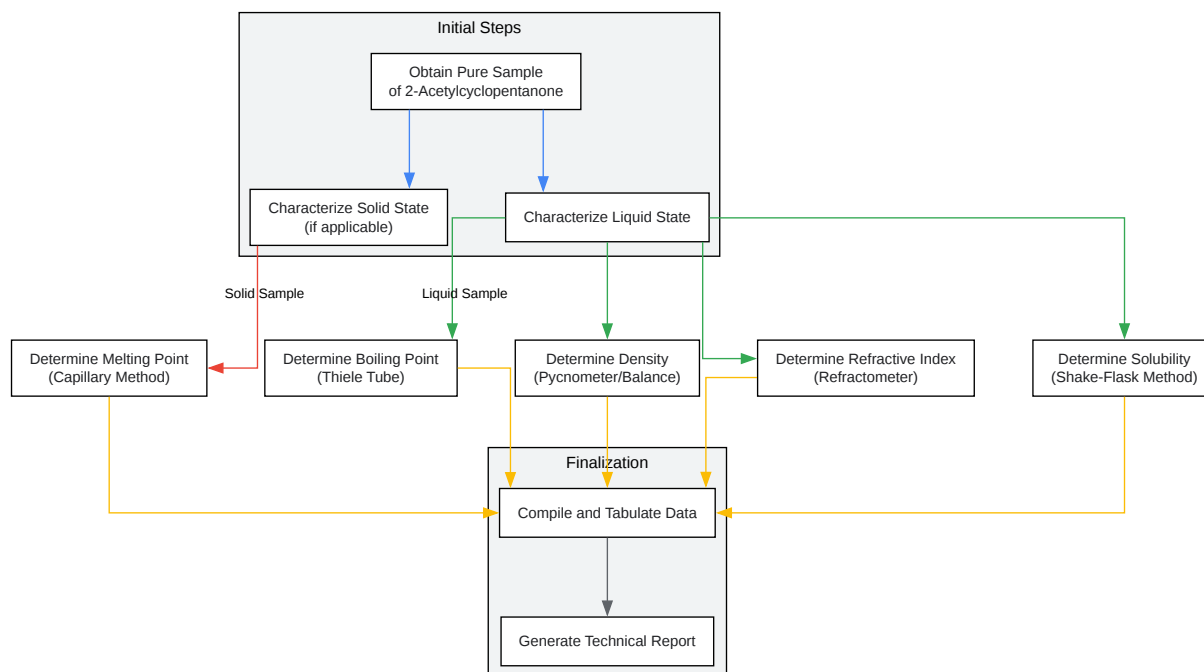 Initial Steps
Obtain Pure Sample
of 2-Acetylcyclopentanone
Characterize Solid State
(if applicable)
Characterize Liquid State
Solid Sample
Liquid Sample
Determine Melting Point
(Capillary Method)
Determine Boiling Point
(Thiele Tube)
Determine Density
(Pycnometer/Balance)
Determine Refractive Index
(Refractometer)
Determine Solubility
(Shake-Flask Method)
Finalization
Compile and Tabulate Data
Generate Technical Report